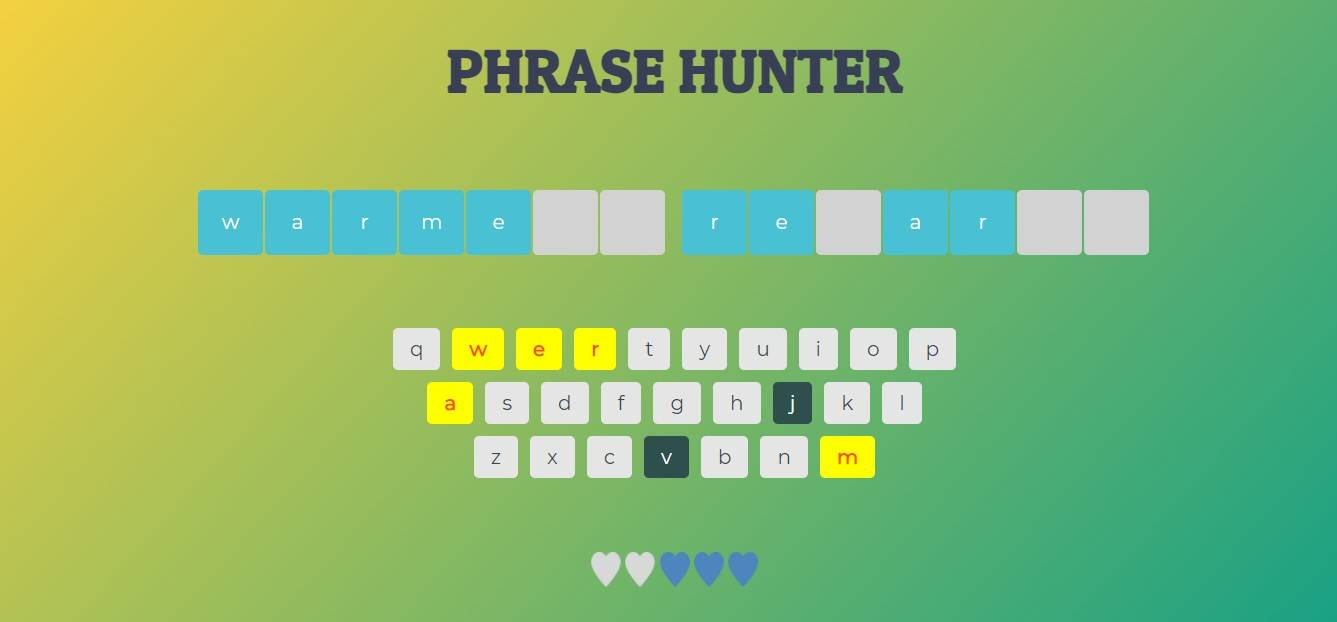 PHRASE HUNTER
w a r m e r e a r
q w e r t y u i o p
a s d f g h j k l
z x c v b n m